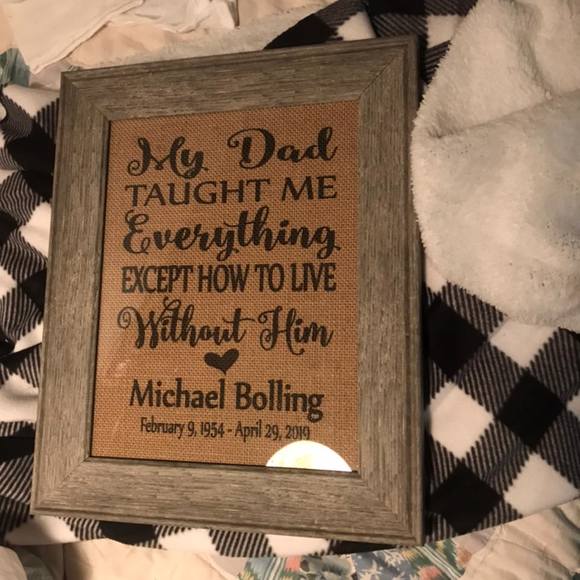 My Dad
TAUGHT ME
Everything
EXCEPT HOW TO LIVE
Without Him
Michael Bolling
February 9, 1954 - April 29, 2019